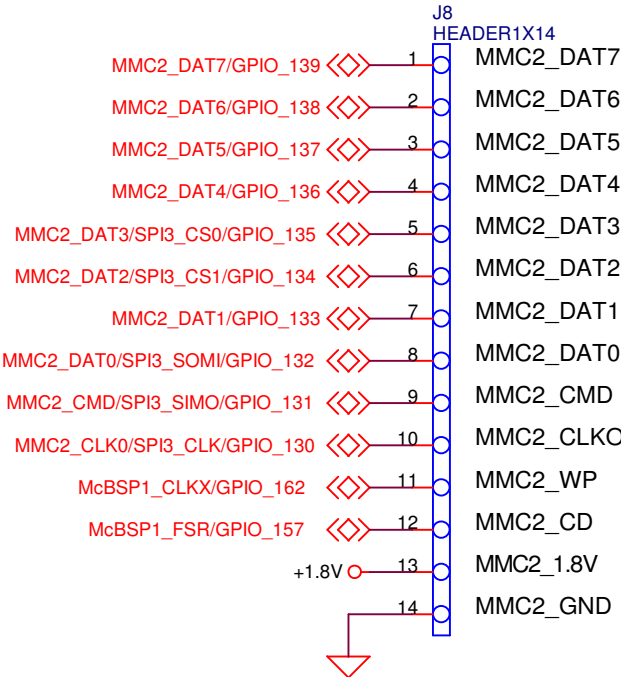 J8
HEADER1X14
MMC2_DAT7/GPIO_139 1 MMC2_DAT7
MMC2_DAT6/GPIO_138 2 MMC2_DAT6
MMC2_DAT5/GPIO_137 3 MMC2_DAT5
MMC2_DAT4/GPIO_136 4 MMC2_DAT4
MMC2_DAT3/SPI3_CS0/GPIO_135 5 MMC2_DAT3
MMC2_DAT2/SPI3_CS1/GPIO_134 6 MMC2_DAT2
MMC2_DAT1/GPIO_133 7 MMC2_DAT1
MMC2_DAT0/SPI3_SOMI/GPIO_132 8 MMC2_DAT0
MMC2_CMD/SPI3_SIMO/GPIO_131 9 MMC2_CMD
MMC2_CLK0/SPI3_CLK/GPIO_130 10 MMC2_CLKO
McBSP1_CLKX/GPIO_162 11 MMC2_WP
McBSP1_FSR/GPIO_157 12 MMC2_CD
+1.8V 13 MMC2_1.8V
14 MMC2_GND